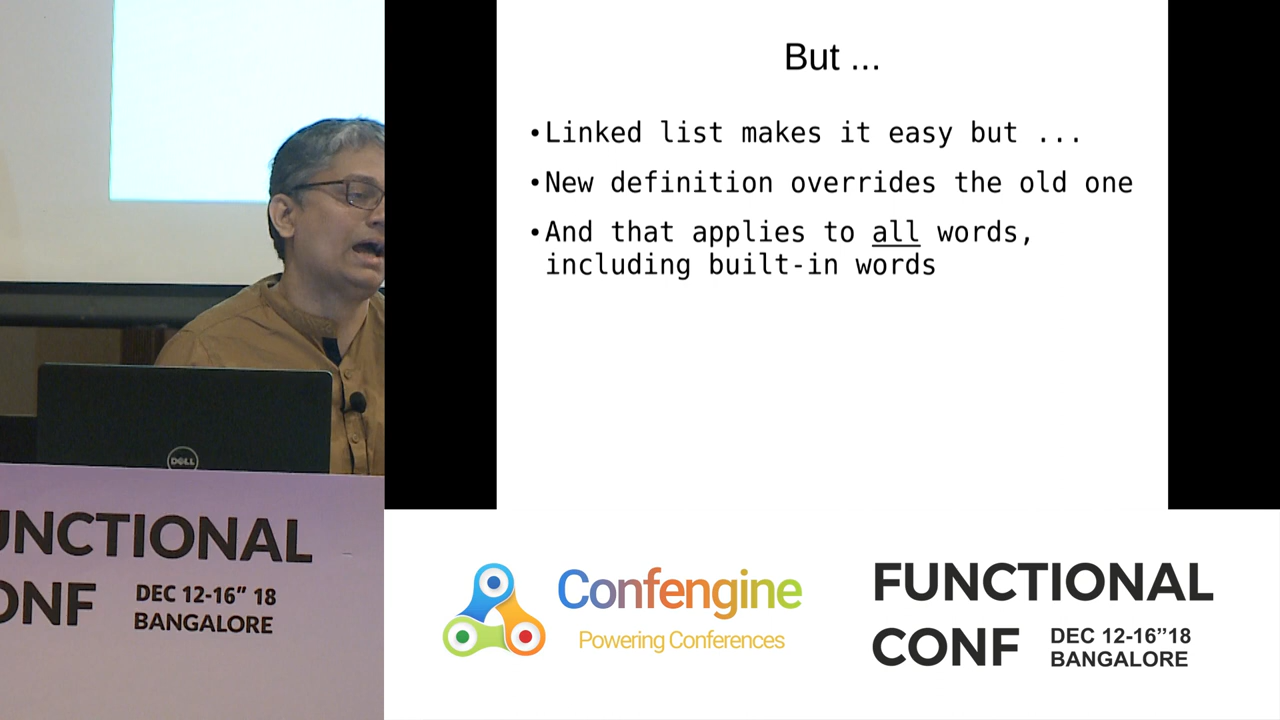 But ...
•Linked list makes it easy but ...
•New definition overrides the old one
•And that applies to all words,
including built-in words
DELL
UNCTIONAL
ONF
DEC 12-16” 18
BANGALORE
Confengine
Powering Conferences
FUNCTIONAL
CONF
DEC 12-16”18
BANGALORE